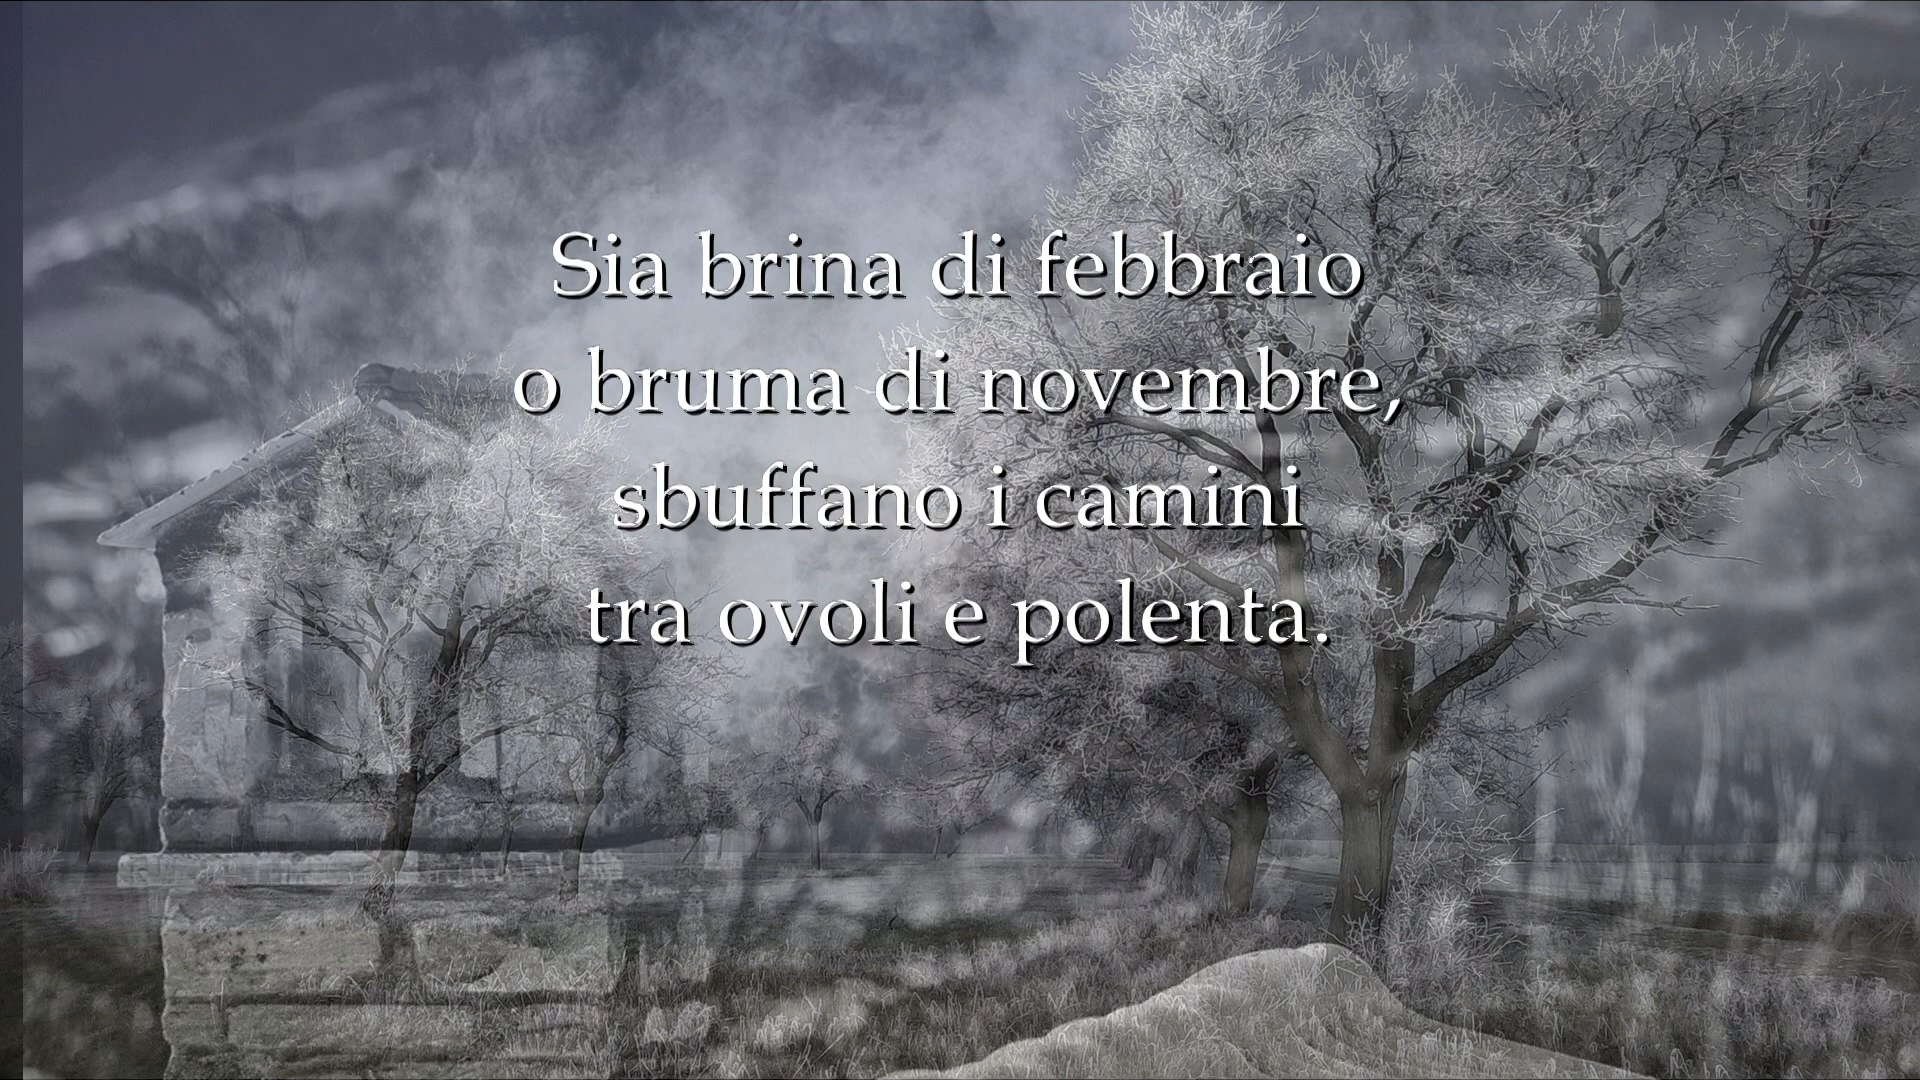 Sia brina di febbraio
o bruma di novembre,
sbuffano i camini
tra ovoli e polenta.